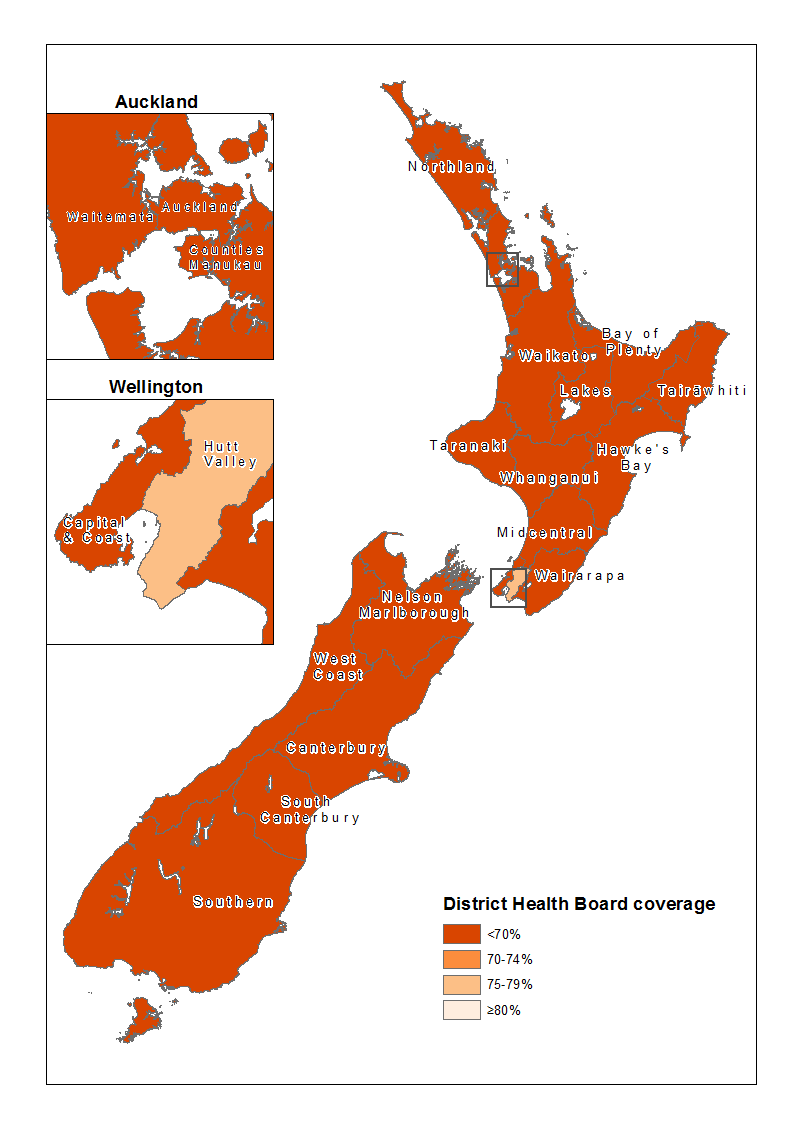 Auckland
Waitemata
Auckland
Counties
Manukau
Wellington
Hutt
Valley
Capital
& Coast
Northland
Bay of
Plenty
Waikato
Lakes
Tairāwhiti
Taranaki
Hawke's
Bay
Whanganui
Midcentral
Wairarapa
Nelson
Marlborough
West
Coast
Canterbury
South
Canterbury
Southern
District Health Board coverage
<70%
70-74%
75-79%
≥80%